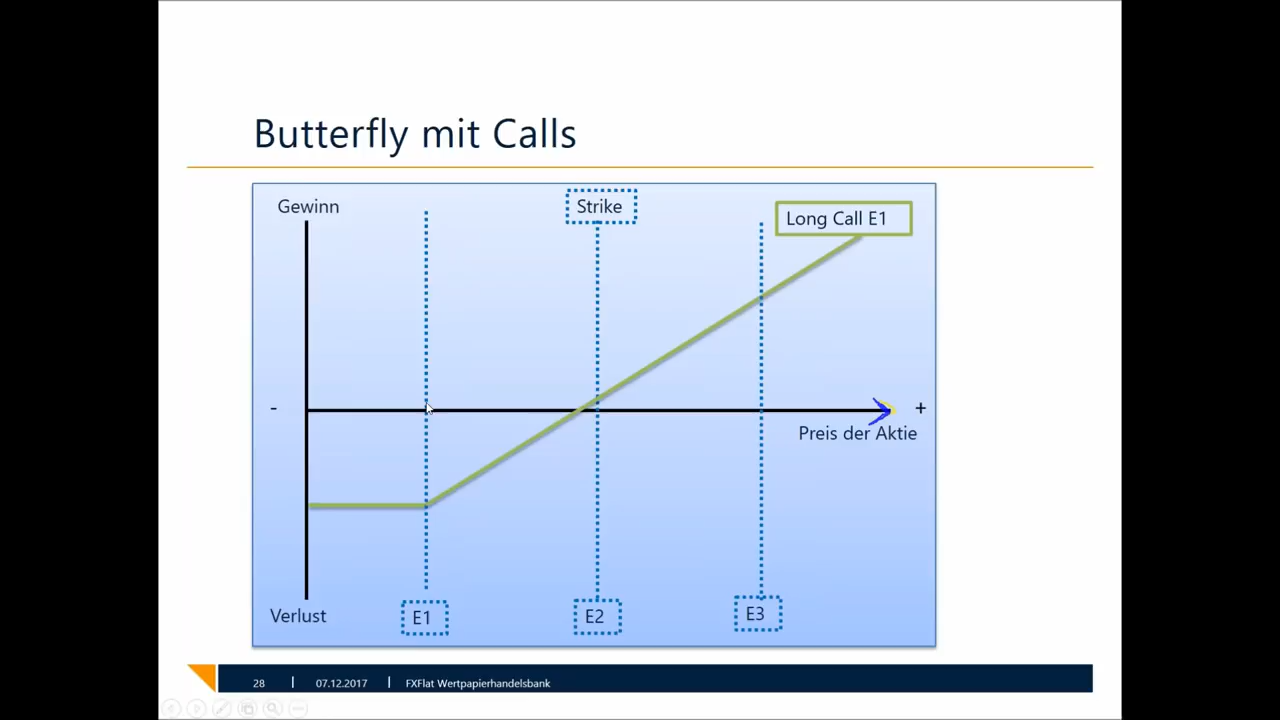 Butterfly mit Calls
Gewinn
Strike
Long Call E1
-
+
Preis der Aktie
Verlust
E1
E2
E3
28 | 07.12.2017 | FXFlat Wertpapierhandelsbank